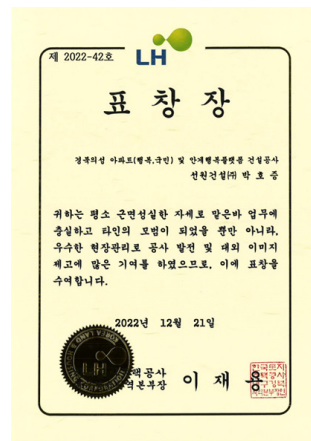 제 2022-42호
LH
표 창 장
경북의성 아파트(행복,국민) 및 안계행복플랫폼 건설공사
선원건설㈜ 박 호 중
귀하는 평소 근면성실한 자세로 맡은바 업무에
충실하고 타인의 모범이 되었을 뿐만 아니라,
우수한 현장관리로 공사 발전 및 대외 이미지
제고에 많은 기여를 하였으므로, 이에 표창을
수여합니다.
2022년 12월 21일
택공사
역본부장 이 재 용
LH